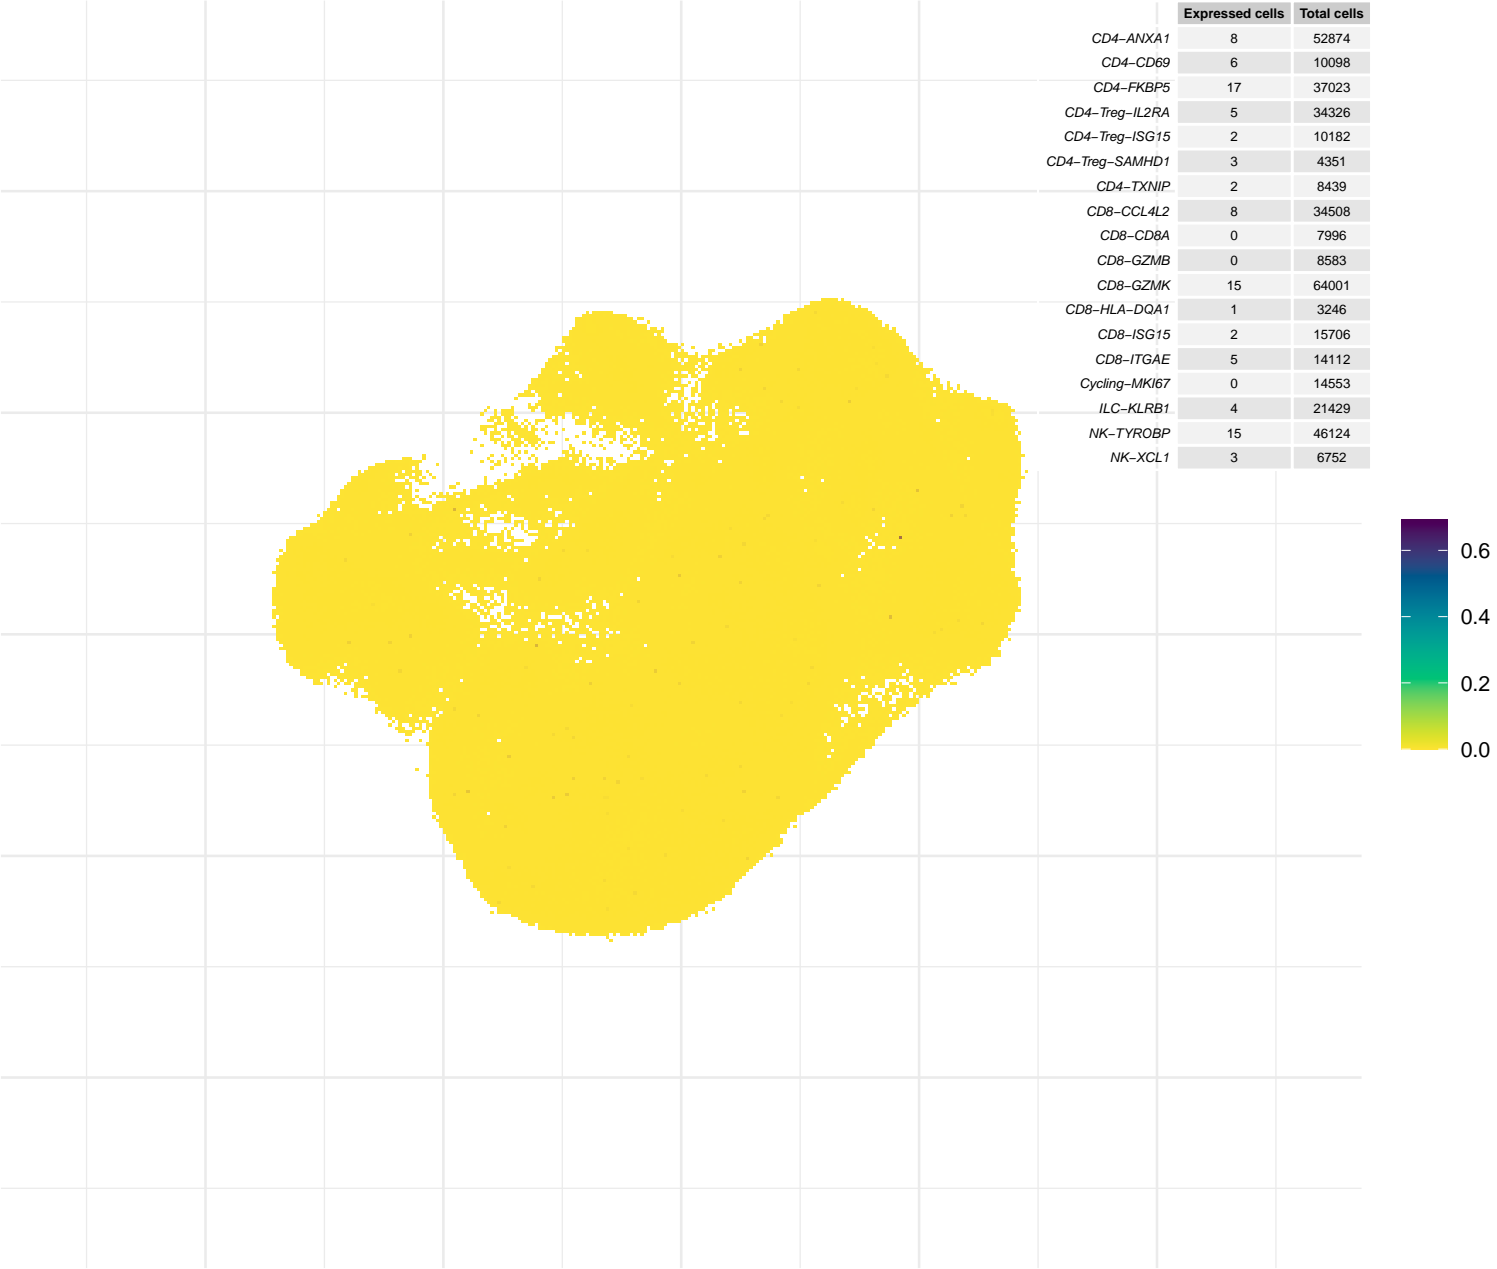 Expressed cells Total cells
CD4−ANXA1 8 52874
CD4−CD69 6 10098
CD4−FKBP5 17 37023
CD4−Treg−IL2RA 5 34326
CD4−Treg−ISG15 2 10182
CD4−Treg−SAMHD1 3 4351
CD4−TXNIP 2 8439
CD8−CCL4L2 8 34508
CD8−CD8A 0 7996
CD8−GZMB 0 8583
CD8−GZMK 15 64001
CD8−HLA−DQA1 1 3246
CD8−ISG15 2 15706
CD8−ITGAE 5 14112
Cycling−MKI67 0 14553
ILC−KLRB1 4 21429
NK−TYROBP 15 46124
NK−XCL1 3 6752
0.6
0.4
0.2
0.0